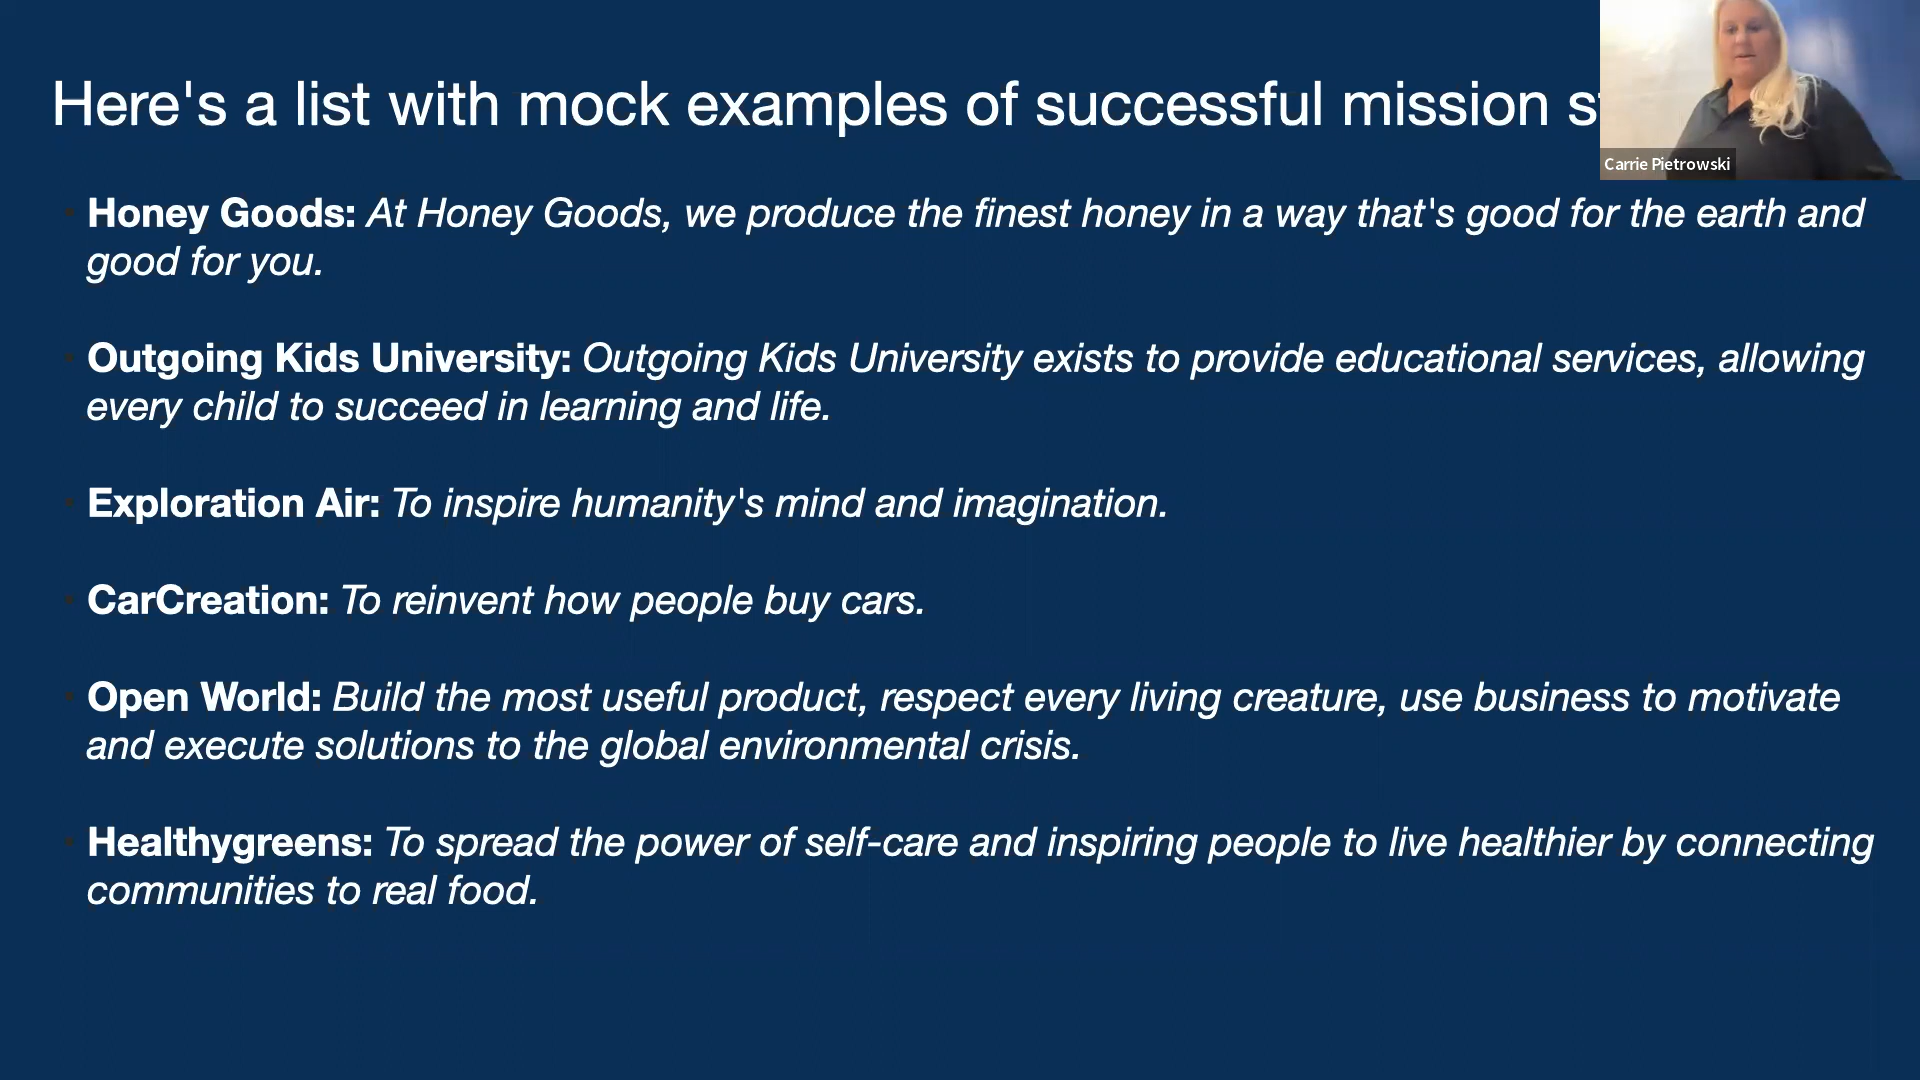 Here's a list with mock examples of successful mission
Carrie Pietrowski
Honey Goods: At Honey Goods, we produce the finest honey in a way that's good for the earth and
good for you.
Outgoing Kids University: Outgoing Kids University exists to provide educational services, allowing
every child to succeed in learning and life.
Exploration Air: To inspire humanity's mind and imagination.
CarCreation: To reinvent how people buy cars.
Open World: Build the most useful product, respect every living creature, use business to motivate
and execute solutions to the global environmental crisis.
Healthygreens: To spread the power of self-care and inspiring people to live healthier by connecting
communities to real food.